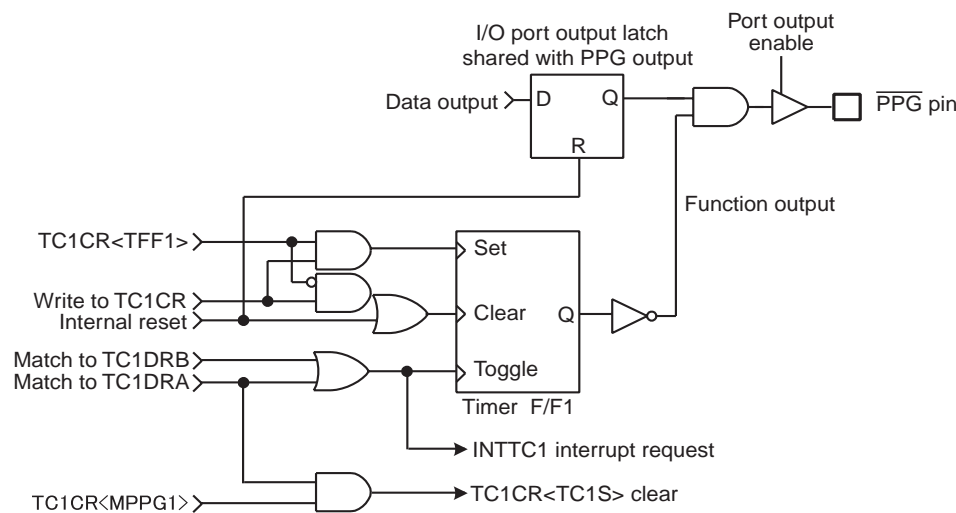 I/O port output latch
shared with PPG output
Port output
enable
Data output
D
Q
R
PPG pin
Function output
TC1CR<TFF1>
Set
Write to TC1CR
Internal reset
Clear
Q
Match to TC1DRB
Match to TC1DRA
Toggle
Timer F/F1
INTTC1 interrupt request
TC1CR<MPPG1>
TC1CR<TC1S> clear